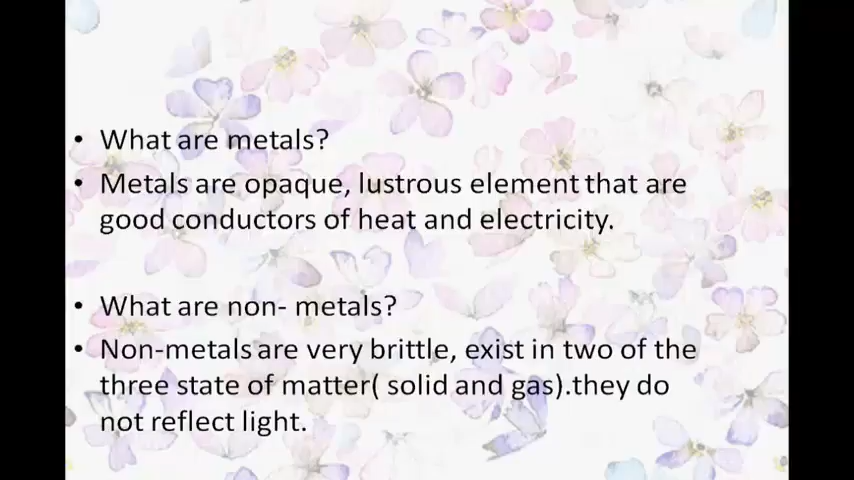 • What are metals?
• Metals are opaque, lustrous element that are
good conductors of heat and electricity.
• What are non- metals?
• Non-metals are very brittle, exist in two of the
three state of matter( solid and gas).they do
not reflect light.